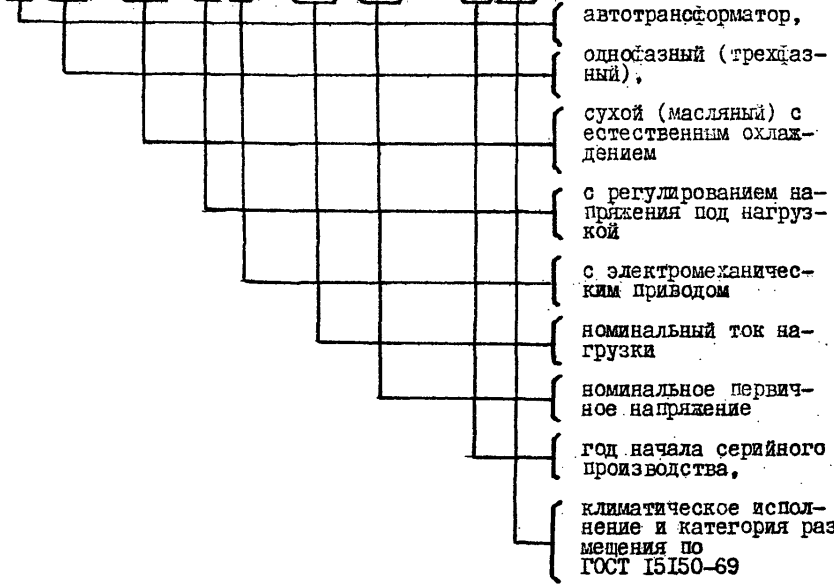 автотрансформатор,
однофазный (трехфаз-
ный),
сухой (масляный) с
естественным охлаж-
дением
с регулированием на-
пряжения под нагруз-
кой
с электромеханичес-
ким приводом
номинальный ток на-
грузки
номинальное первич-
ное напряжение
год начала серийного
производства,
климатическое испол-
нение и категория раз
мещения по
ГОСТ I5I50-69